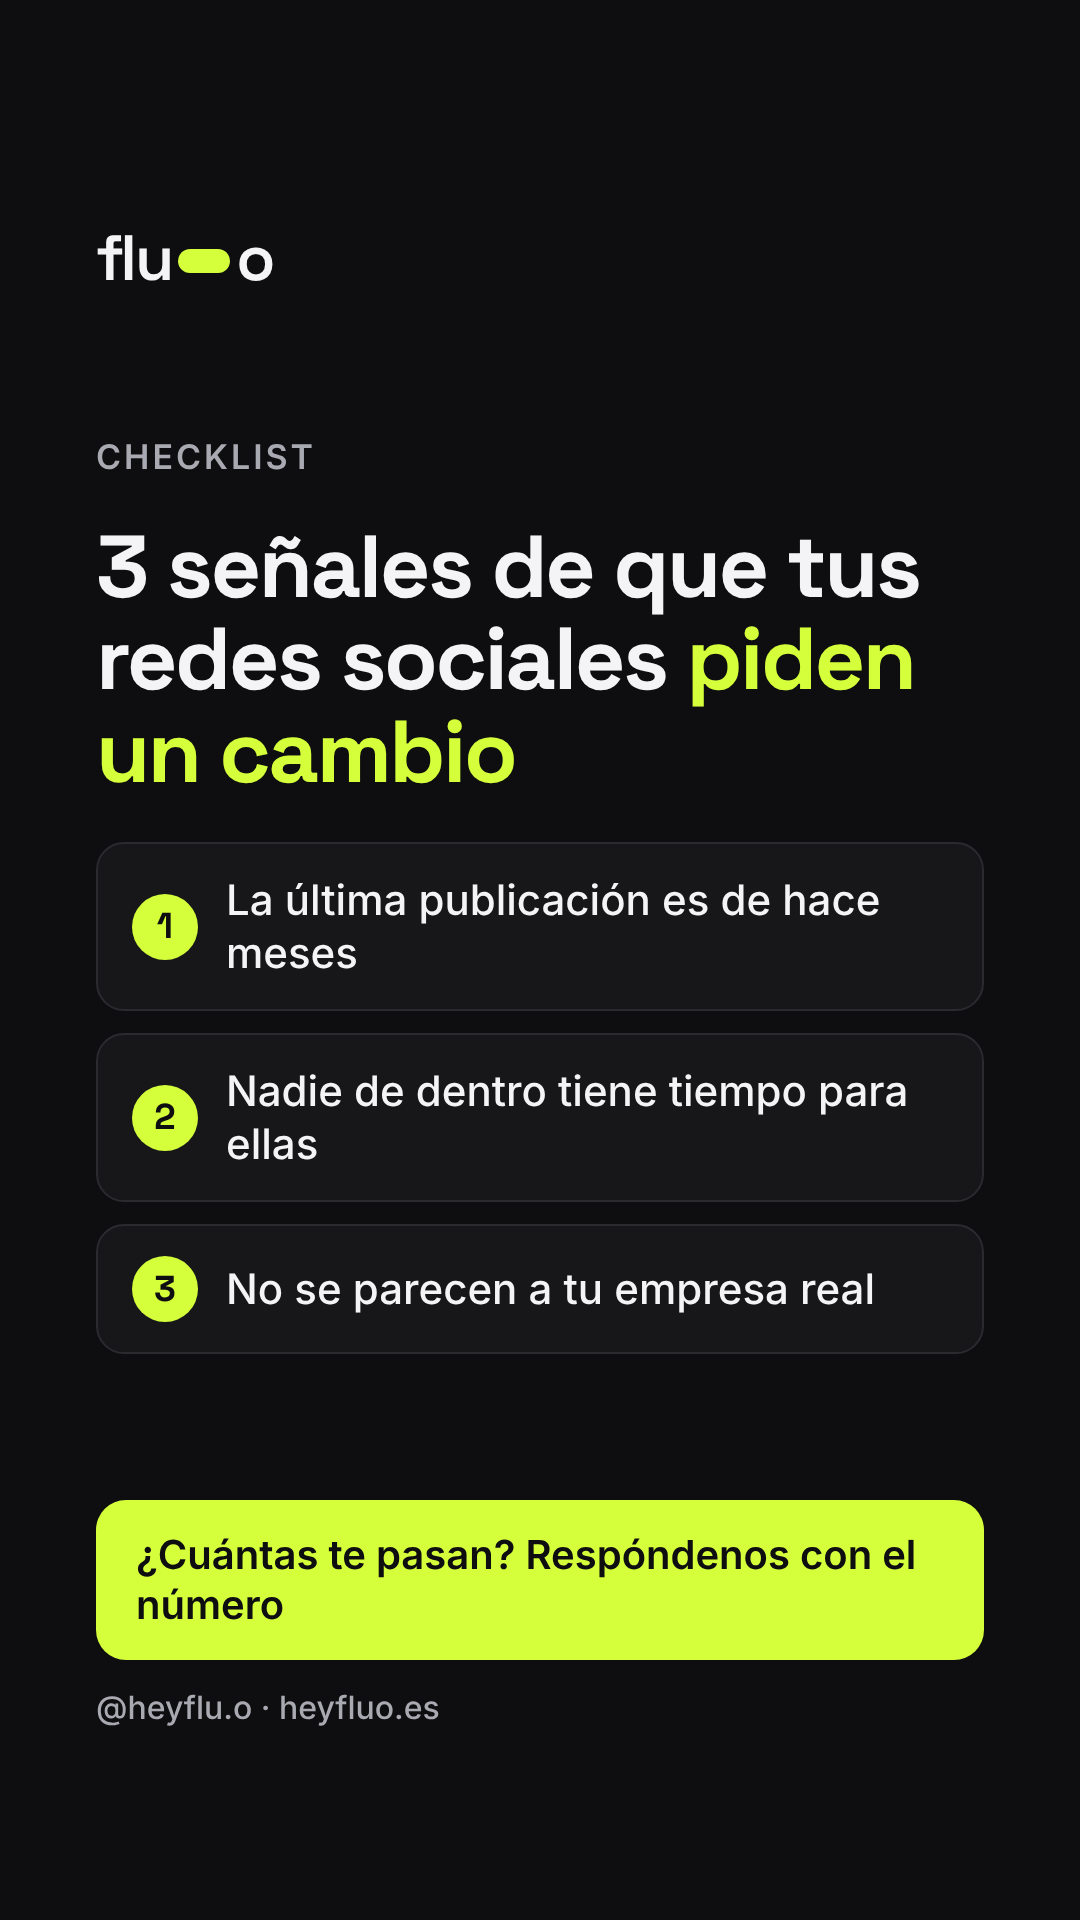 flu-o
CHECKLIST
3 señales de que tus
redes sociales piden
un cambio
1 La última publicación es de hace
meses
2 Nadie de dentro tiene tiempo para
ellas
3 No se parecen a tu empresa real
¿Cuántas te pasan? Respóndenos con el
número
@heyflu.o · heyfluo.es